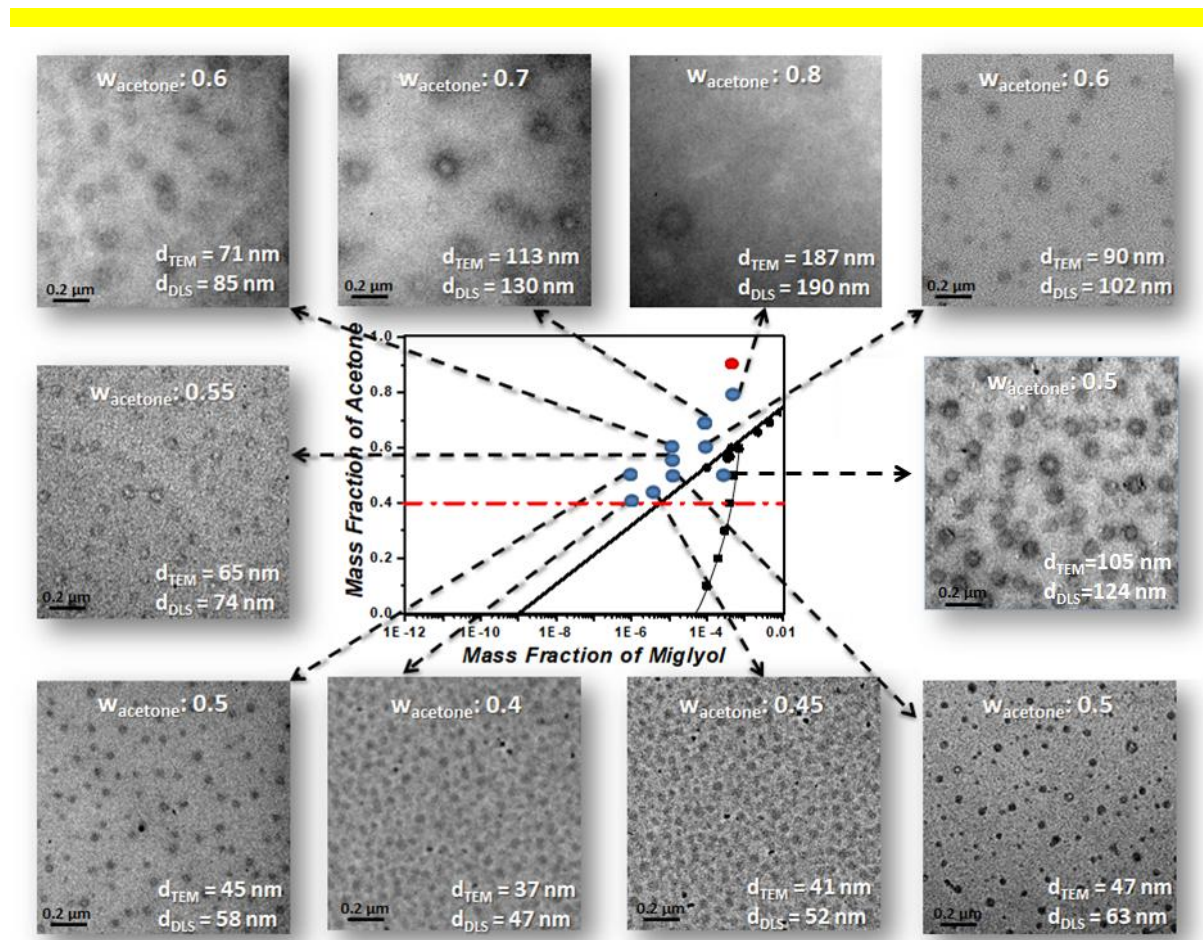 w_acetone: 0.6
d_TEM = 71 nm
d_DLS = 85 nm
0.2 µm
w_acetone: 0.7
d_TEM = 113 nm
d_DLS = 130 nm
0.2 µm
w_acetone: 0.8
d_TEM = 187 nm
d_DLS = 190 nm
0.2 µm
w_acetone: 0.6
d_TEM = 90 nm
d_DLS = 102 nm
0.2 µm
w_acetone: 0.55
d_TEM = 65 nm
d_DLS = 74 nm
0.2 µm
Mass Fraction of Acetone
1.0
0.8
0.6
0.4
0.2
0.0
1E-12 1E-10 1E-8 1E-6 1E-4 0.01
Mass Fraction of Miglyol
w_acetone: 0.5
d_TEM=105 nm
d_DLS=124 nm
0.2 µm
w_acetone: 0.5
d_TEM = 45 nm
d_DLS = 58 nm
0.2 µm
w_acetone: 0.4
d_TEM = 37 nm
d_DLS = 47 nm
0.2 µm
w_acetone: 0.45
d_TEM = 41 nm
d_DLS = 52 nm
0.2 µm
w_acetone: 0.5
d_TEM = 47 nm
d_DLS = 63 nm
0.2 µm